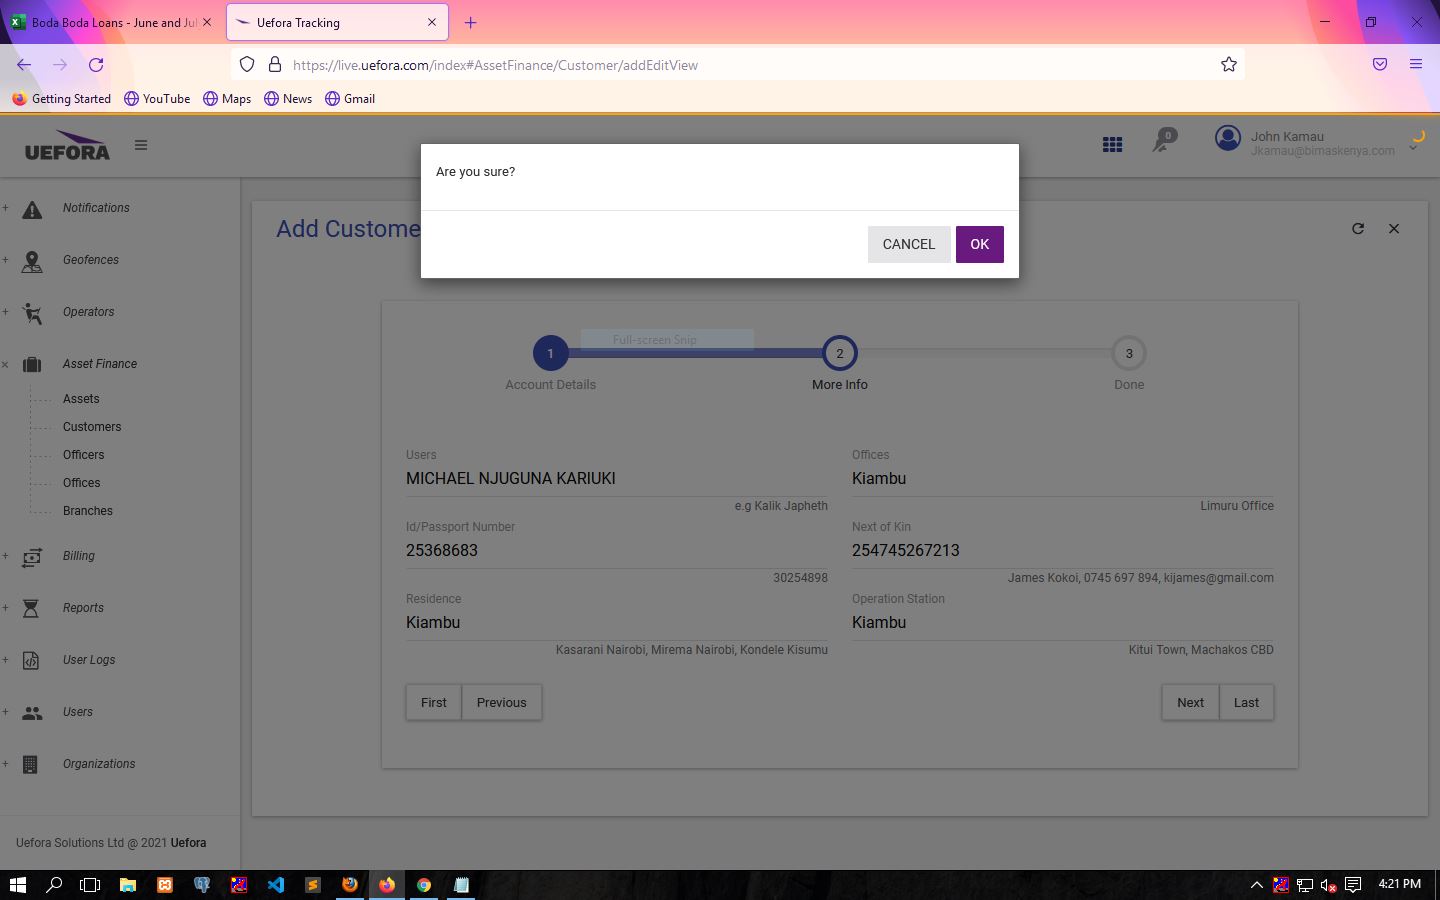 Boda Boda Loans - June and Jul
Uefora Tracking
https://live.uefora.com/index#AssetFinance/Customer/addEditView
Getting Started
YouTube
Maps
News
Gmail
UEFORA
0
John Kamau
Jkamau@bimaskenya.com
Are you sure?
CANCEL
OK
Notifications
Geofences
Operators
Asset Finance
Assets
Customers
Officers
Offices
Branches
Billing
Reports
User Logs
Users
Organizations
Uefora Solutions Ltd @ 2021 Uefora
Add Custome
Full-screen Snip
1
2
3
Account Details
More Info
Done
Users
MICHAEL NJUGUNA KARIUKI
e.g Kalik Japheth
Offices
Kiambu
Limuru Office
Id/Passport Number
25368683
30254898
Next of Kin
254745267213
James Kokoi, 0745 697 894, kijames@gmail.com
Residence
Kiambu
Kasarani Nairobi, Mirema Nairobi, Kondele Kisumu
Operation Station
Kiambu
Kitui Town, Machakos CBD
First
Previous
Next
Last
4:21 PM